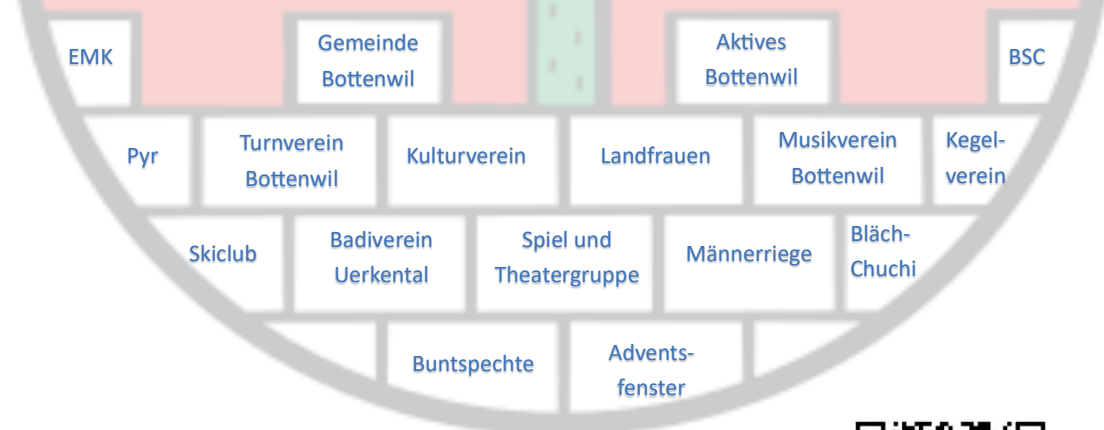 EMK
Gemeinde
Bottenwil
Aktives
Bottenwil
BSC
Pyr
Turnverein
Bottenwil
Kulturverein
Landfrauen
Musikverein
Bottenwil
Kegel-
verein
Skiclub
Badiverein
Uerkental
Spiel und
Theatergruppe
Männerriege
Bläch-
Chuchi
Buntspechte
Advents-
fenster